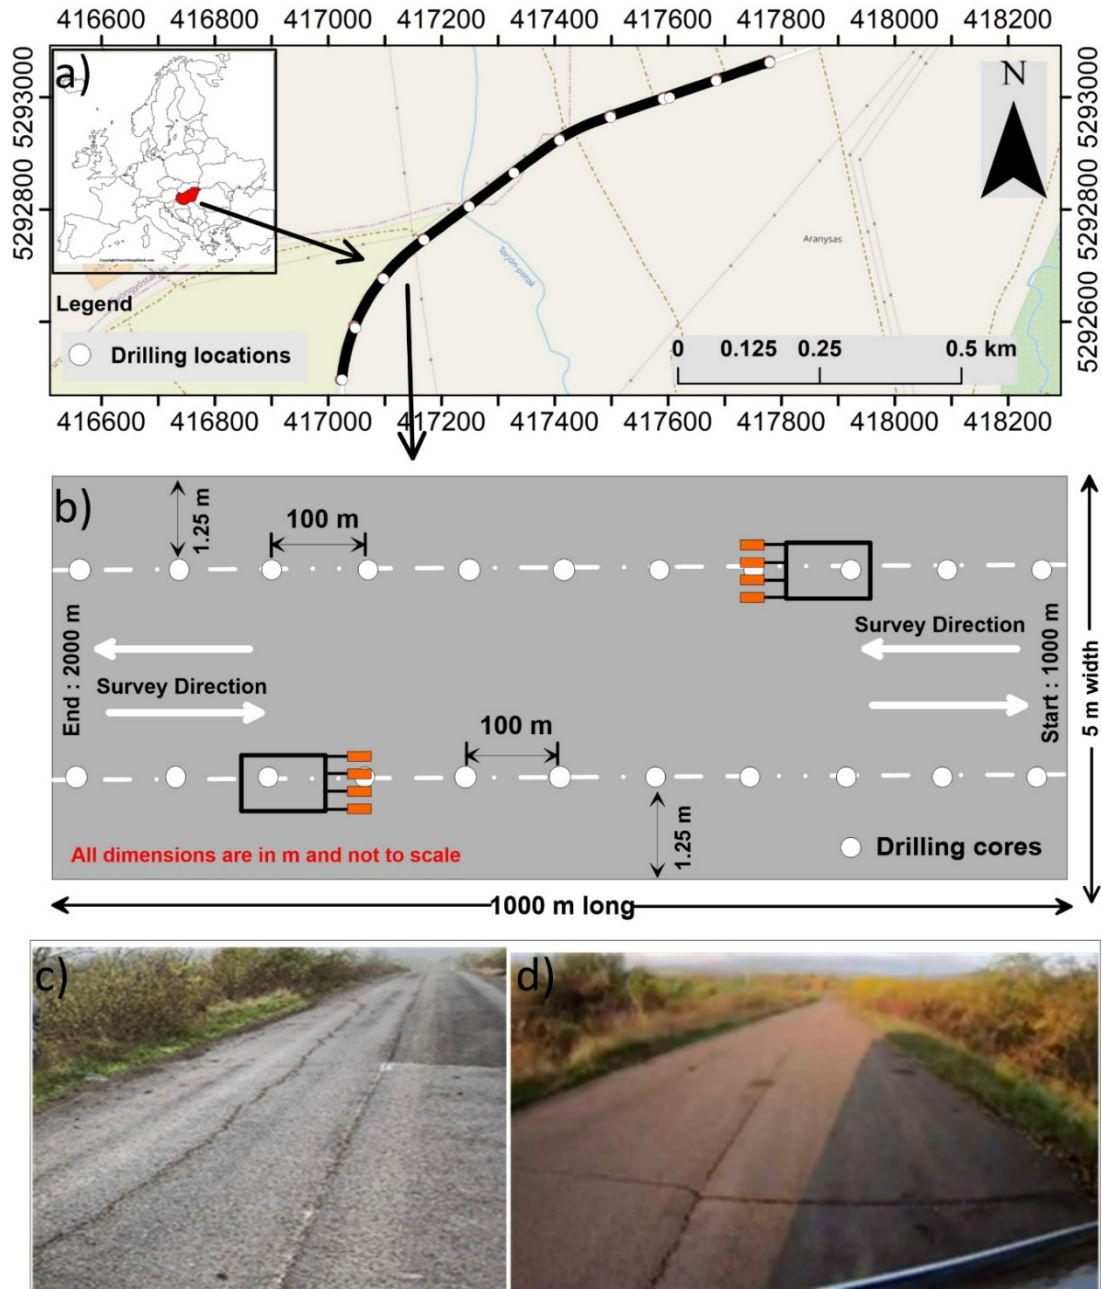 416600 416800 417000 417200 417400 417600 417800 418000 418200
a)
N
5293000
5292800
5292600
5293000
5292800
5292600
Aranysas
Tarján-patak
Legend
Drilling locations
0 0.125 0.25 0.5 km
416600 416800 417000 417200 417400 417600 417800 418000 418200
b)
1.25 m
100 m
End : 2000 m
Survey Direction
Survey Direction
Start : 1000 m
5 m width
100 m
1.25 m
All dimensions are in m and not to scale
Drilling cores
1000 m long
c)
d)